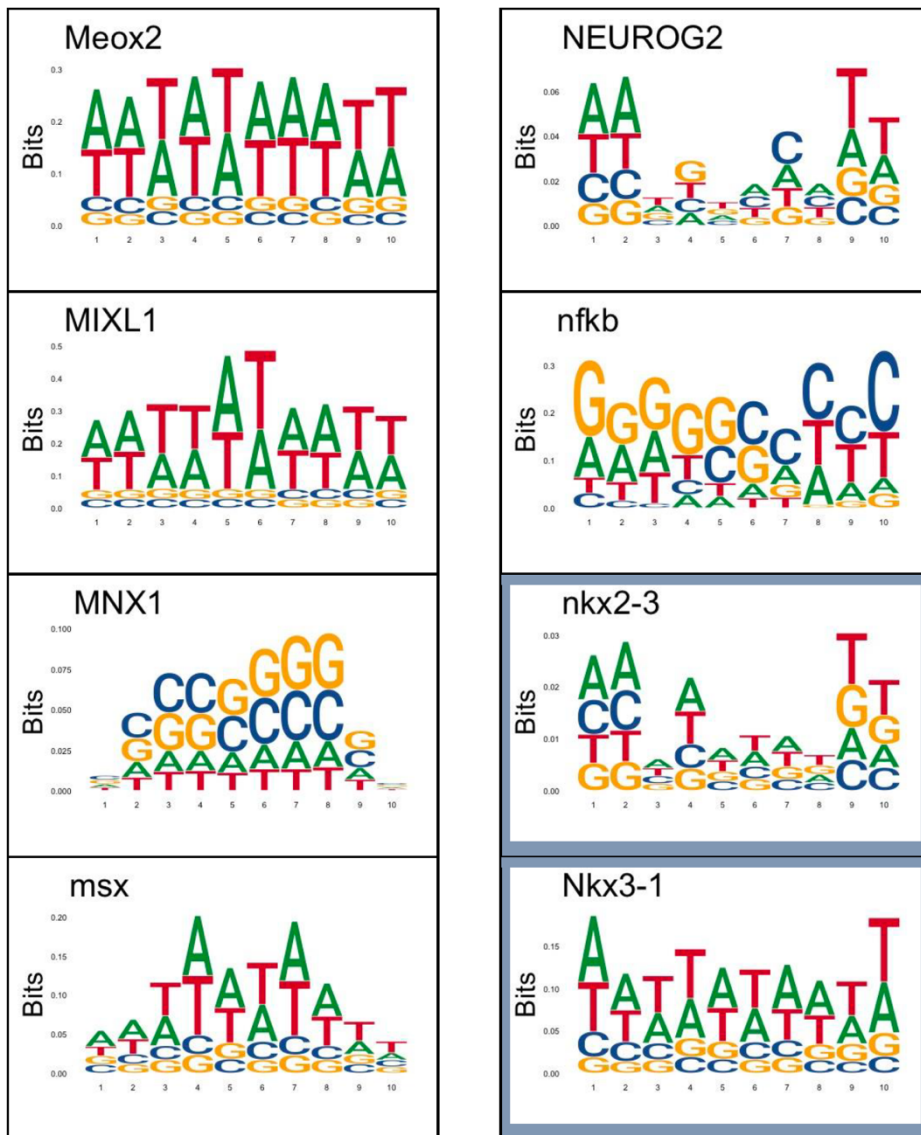 Meox2
0.3
0.2
0.1
0.0
Bits
1 2 3 4 5 6 7 8 9 10
NEUROG2
0.06
0.04
0.02
0.00
Bits
1 2 3 4 5 6 7 8 9 10
MIXL1
0.5
0.4
0.3
0.2
0.1
0.0
Bits
1 2 3 4 5 6 7 8 9 10
nfkb
0.3
0.2
0.1
0.0
Bits
1 2 3 4 5 6 7 8 9 10
MNX1
0.100
0.075
0.050
0.025
0.000
Bits
1 2 3 4 5 6 7 8 9 10
nkx2-3
0.03
0.02
0.01
0.00
Bits
1 2 3 4 5 6 7 8 9 10
msx
0.20
0.15
0.10
0.05
0.00
Bits
1 2 3 4 5 6 7 8 9 10
Nkx3-1
0.15
0.10
0.05
0.00
Bits
1 2 3 4 5 6 7 8 9 10